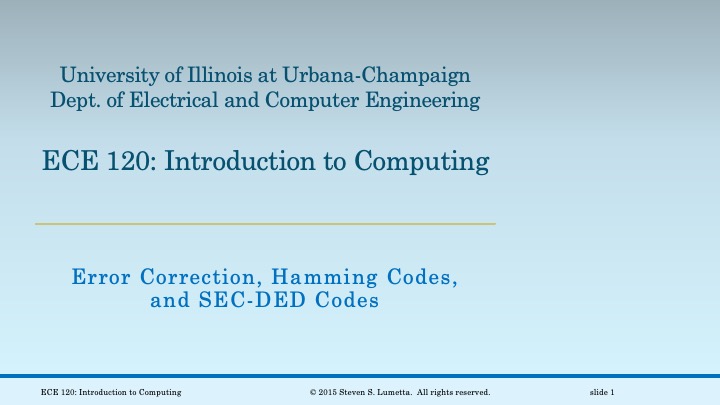 University of Illinois at Urbana-Champaign
Dept. of Electrical and Computer Engineering
ECE 120: Introduction to Computing
Error Correction, Hamming Codes,
and SEC-DED Codes
ECE 120: Introduction to Computing
© 2015 Steven S. Lumetta. All rights reserved.
slide 1